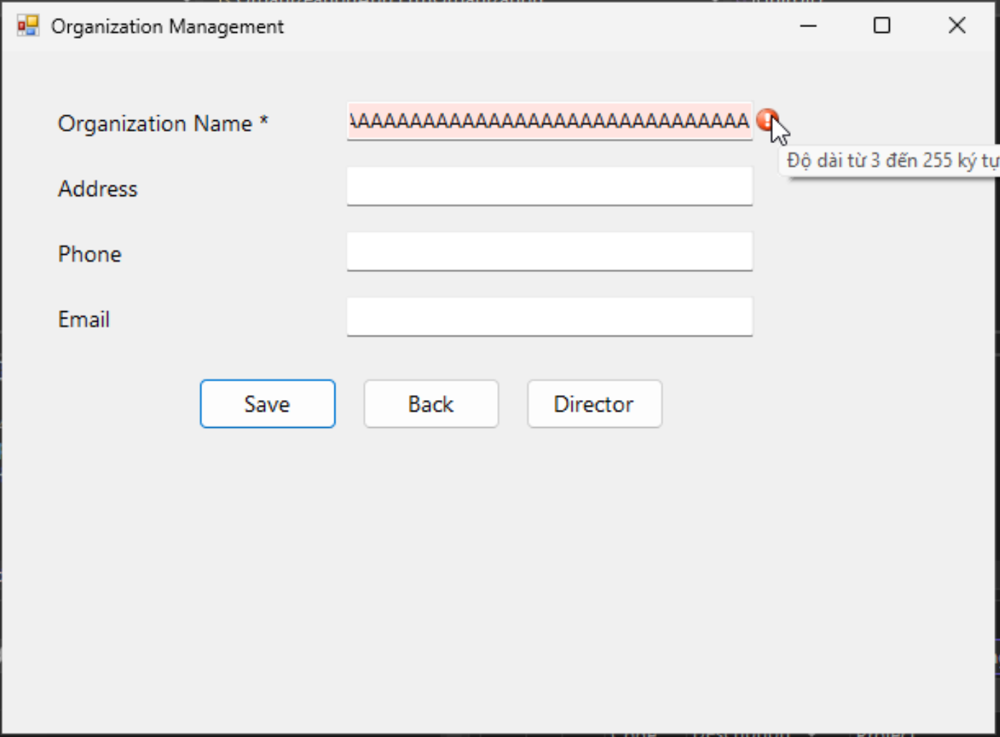 Organization Management
Organization Name *
AAAAAAAAAAAAAAAAAAAAAAAAAAAAAAA
Độ dài từ 3 đến 255 ký tự
Address
Phone
Email
Save Back Director